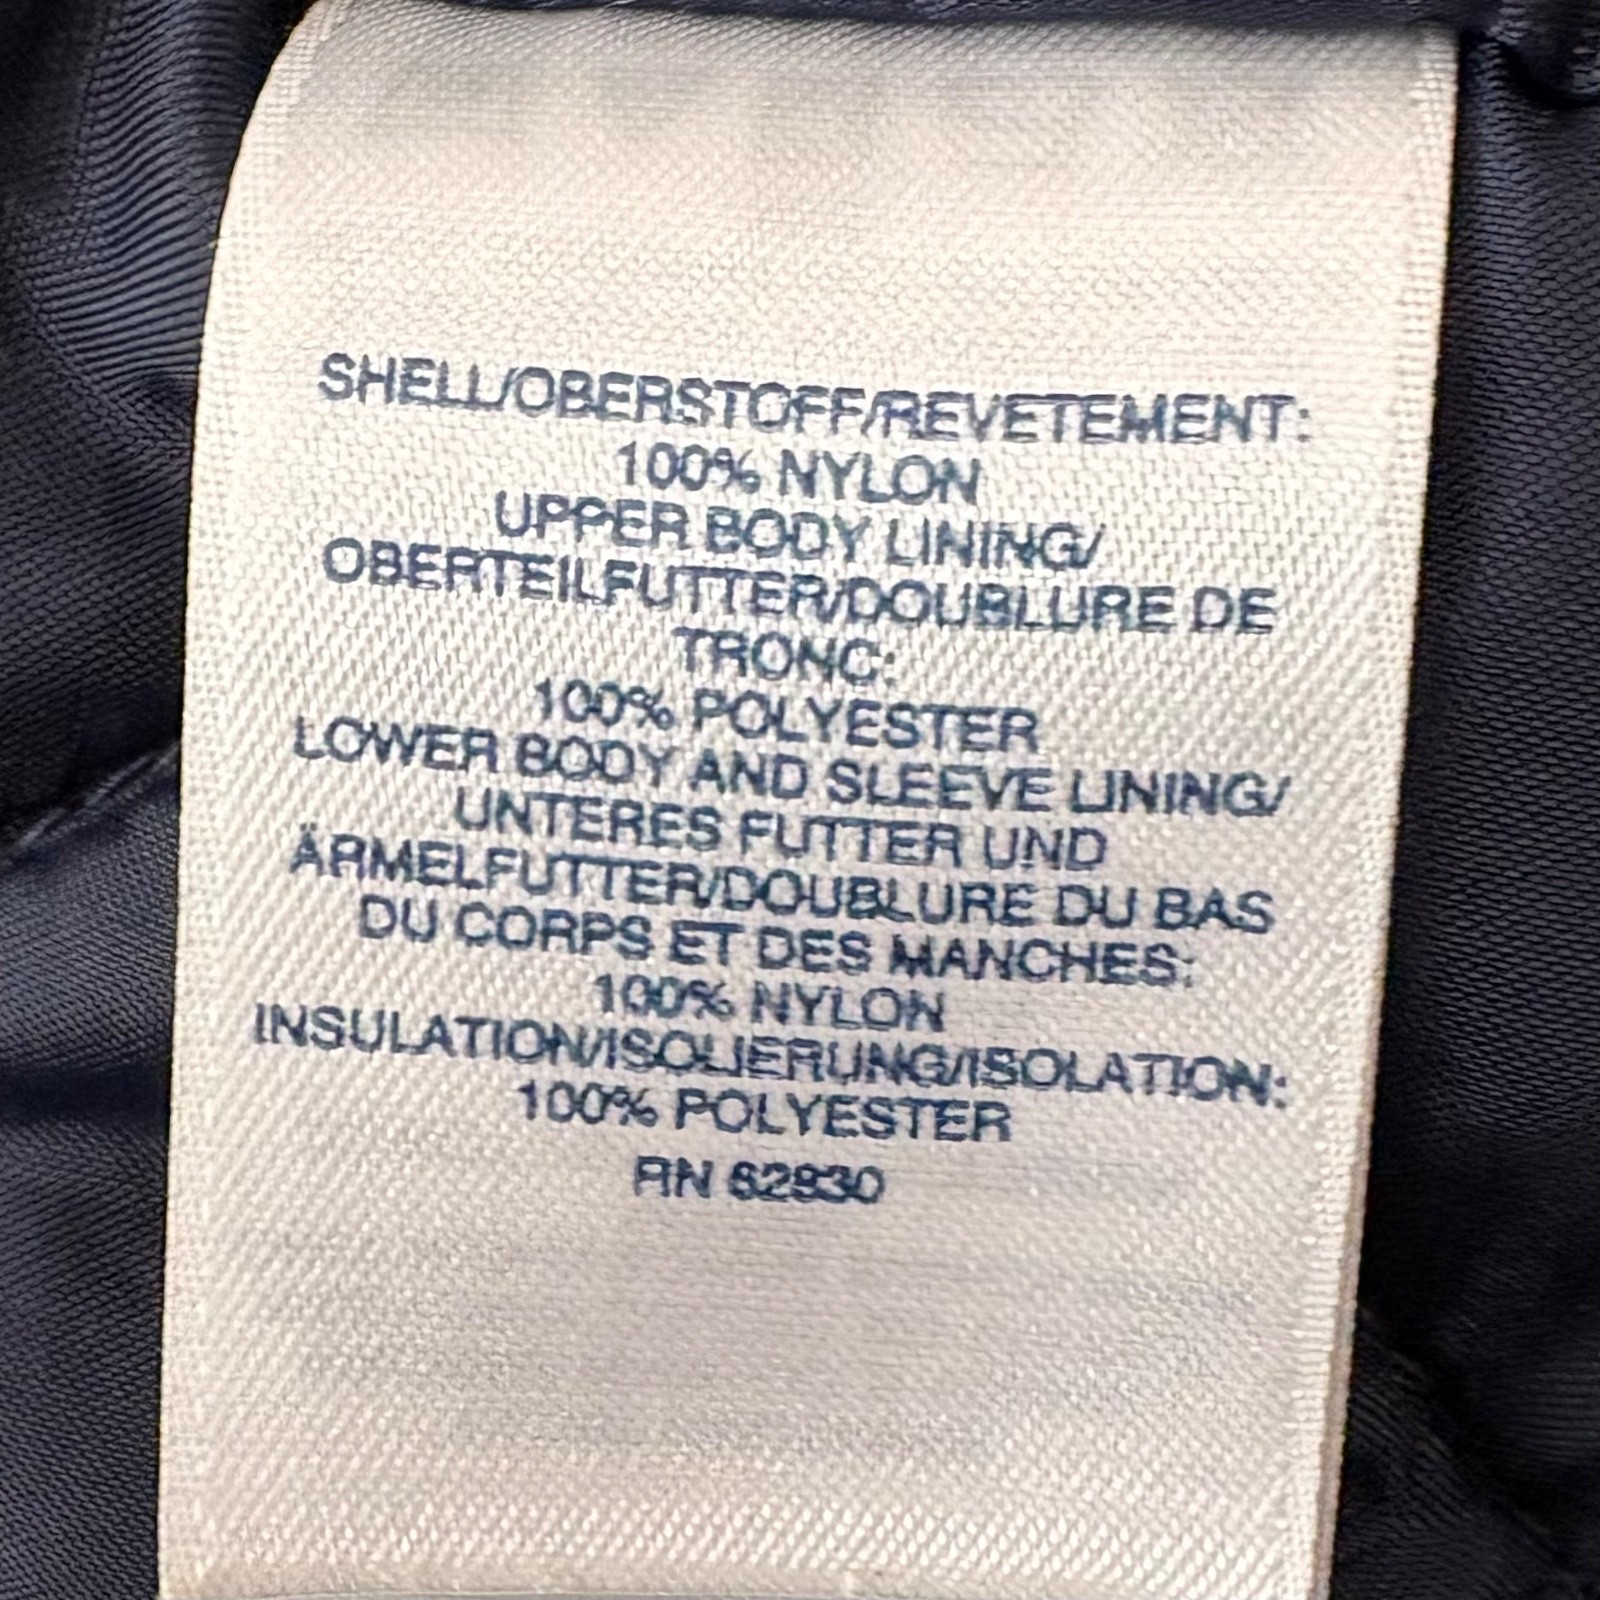 SHELL/OBERSTOFF/REVETEMENT:
100% NYLON
UPPER BODY LINING/
OBERTEILFUTTER/DOUBLURE DE
TRONC:
100% POLYESTER
LOWER BODY AND SLEEVE LINING/
UNTERES FUTTER UND
ÄRMELFUTTER/DOUBLURE DU BAS
DU CORPS ET DES MANCHES:
100% NYLON
INSULATION/ISOLIERUNG/ISOLATION:
100% POLYESTER
RN 62930